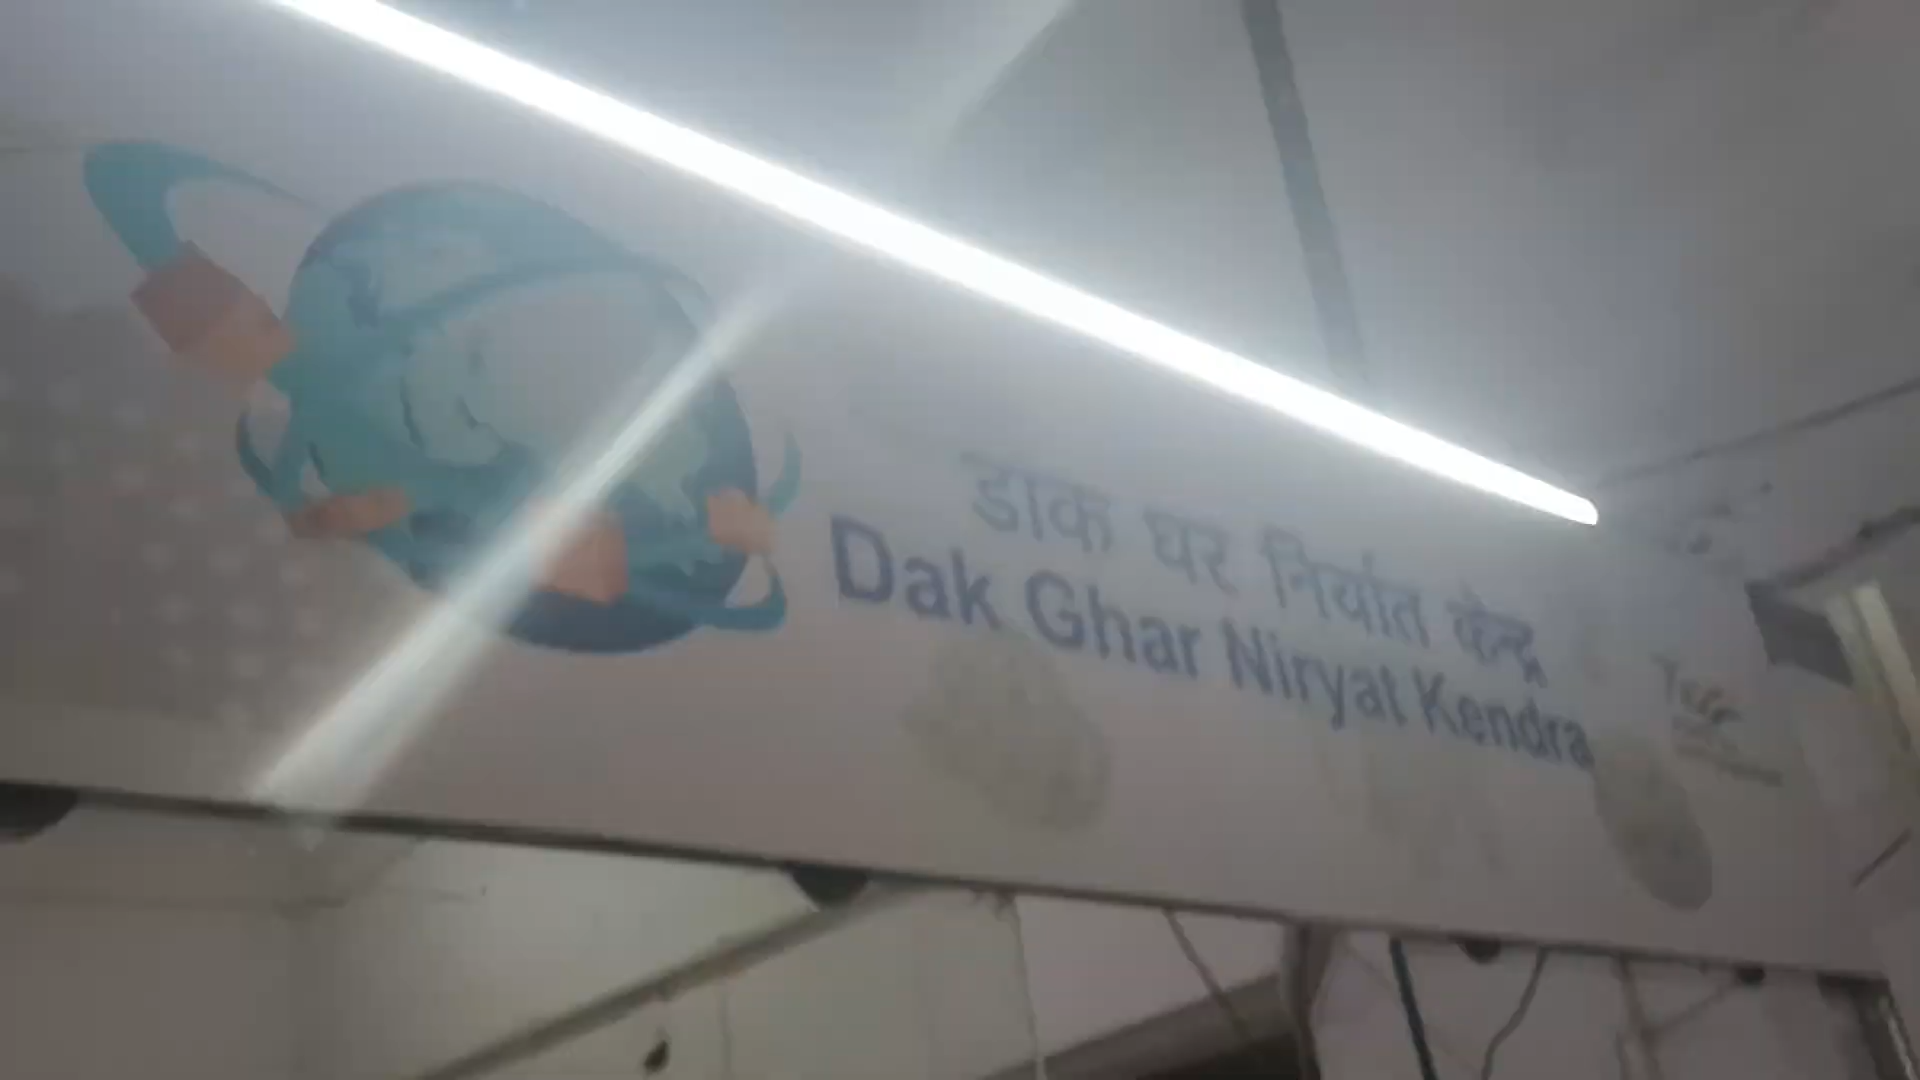 डाक घर निर्यात केन्द्र
Dak Ghar Niryat Kendra